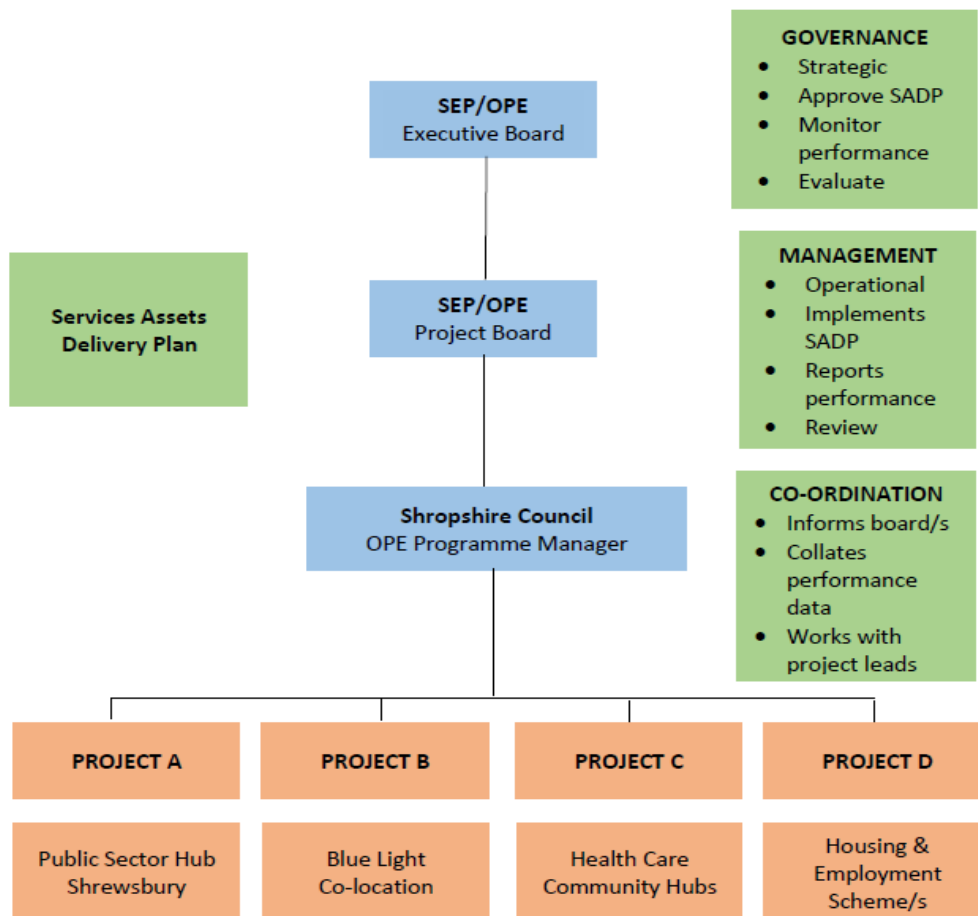 GOVERNANCE
• Strategic
• Approve SADP
• Monitor
performance
• Evaluate
SEP/OPE
Executive Board
MANAGEMENT
• Operational
• Implements
SADP
• Reports
performance
• Review
Services Assets
Delivery Plan
SEP/OPE
Project Board
CO-ORDINATION
• Informs board/s
• Collates
performance
data
• Works with
project leads
Shropshire Council
OPE Programme Manager
PROJECT A
PROJECT B
PROJECT C
PROJECT D
Public Sector Hub
Shrewsbury
Blue Light
Co-location
Health Care
Community Hubs
Housing &
Employment
Scheme/s